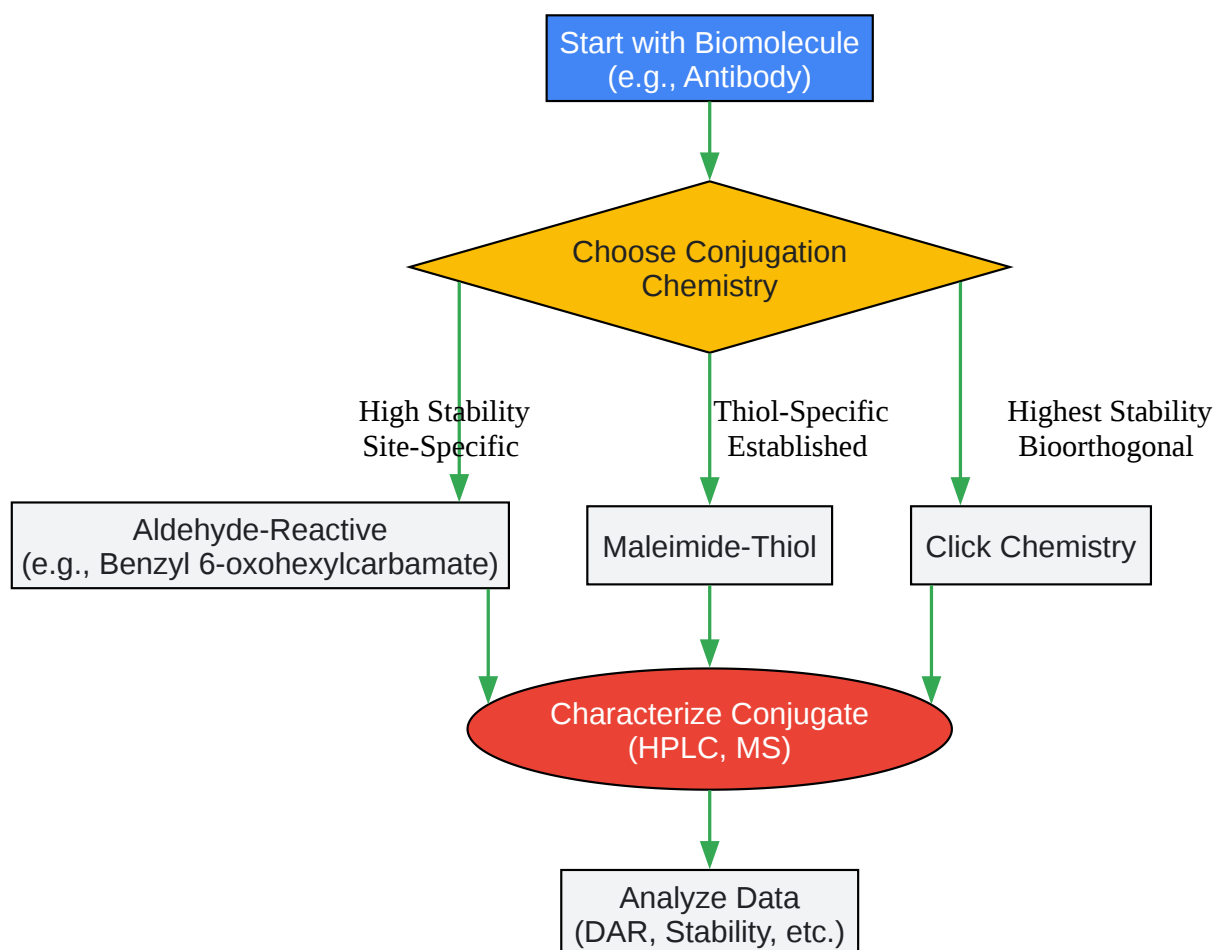 Start with Biomolecule
(e.g., Antibody)
Choose Conjugation
Chemistry
High Stability
Site-Specific
Thiol-Specific
Established
Highest Stability
Bioorthogonal
Aldehyde-Reactive
(e.g., Benzyl 6-oxohexylcarbamate)
Maleimide-Thiol
Click Chemistry
Characterize Conjugate
(HPLC, MS)
Analyze Data
(DAR, Stability, etc.)